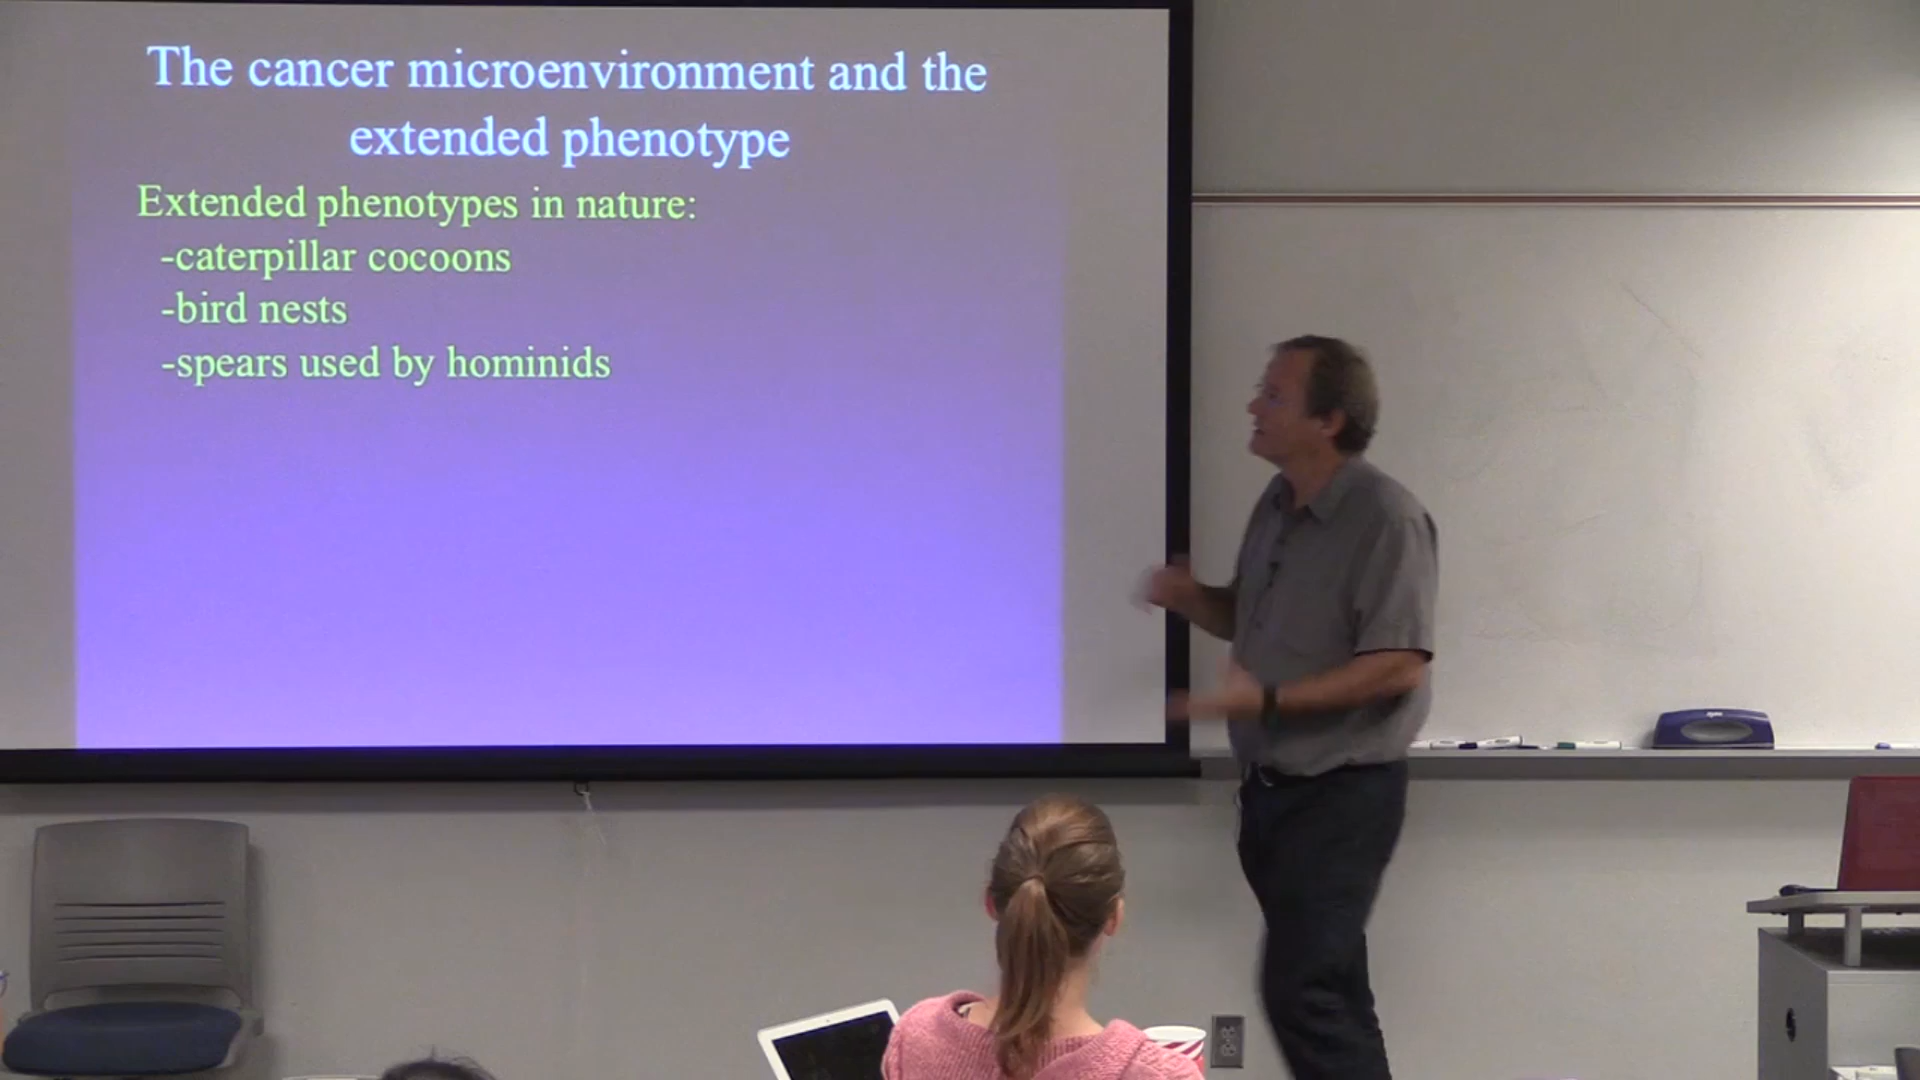 The cancer microenvironment and the
extended phenotype
Extended phenotypes in nature:
-caterpillar cocoons
-bird nests
-spears used by hominids